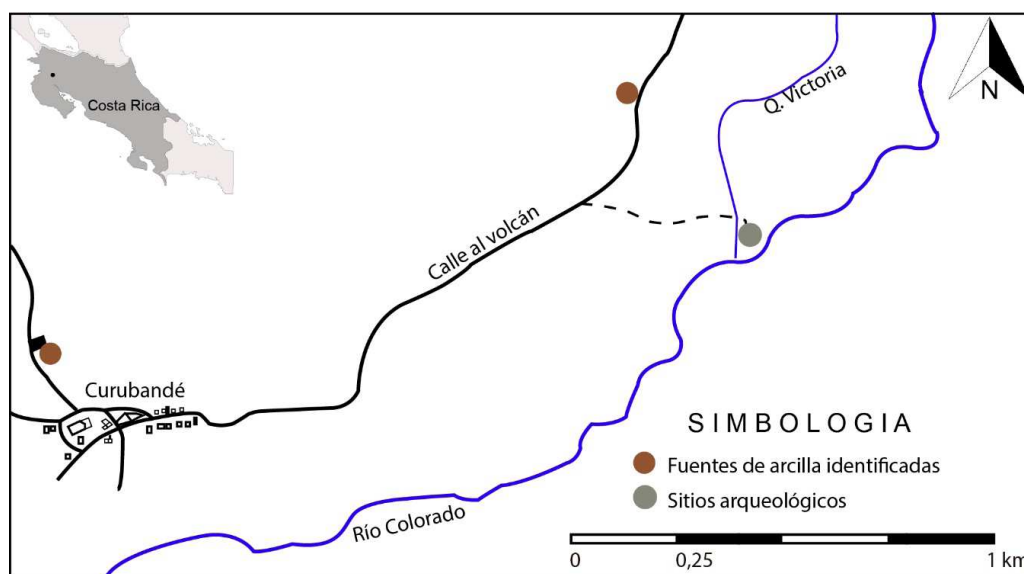 Costa Rica
Q. Victoria
N
Calle al volcán
Curubandé
Río Colorado
SIMBOLOGIA
Fuentes de arcilla identificadas
Sitios arqueológicos
0 0,25 1 km